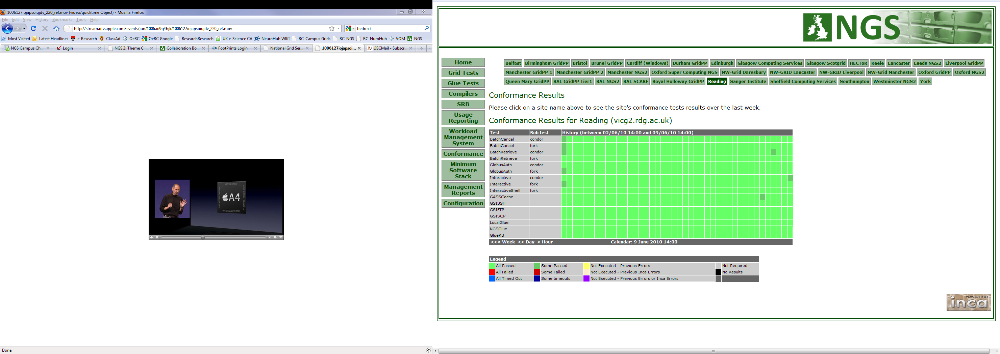 1006127iojapsoiujdv_220_ref.mov (video/quicktime Object) - Mozilla Firefox
File Edit View History Bookmarks Tools Help
http://stream.qtv.apple.com/events/jun/1006ad9g4hjk/1006127iojapsoiujdv_220_ref.mov bedrock
Most Visited Latest Headlines e-Research ClassAd OeRC OeRC Google ResearchResearch UK e-Science CA NeuroHub WIKI BC-Campus Grids BC-NGS BC-NuroHub VOM NGS
NGS Campus Ch... Login NGS 3: Theme C: ... Collaboration Bo... FootPrints Login National Grid Ser... 1006127iojapsoi... JISCMail - Subscr...
A4
Done
NGS
Home
Grid Tests
Glue Tests
Compilers
SRB
Usage
Reporting
Workload
Management
System
Conformance
Minimum
Software
Stack
Management
Reports
Configuration
Belfast Birmingham GridPP Bristol Brunel GridPP Cardiff (Windows) Durham GridPP Edinburgh Glasgow Computing Services Glasgow Scotgrid HECToR Keele Lancaster Leeds NGS2 Liverpool GridPP
Manchester GridPP 1 Manchester GridPP 2 Manchester NGS2 Oxford Super Computing NGS NW-Grid Daresbury NW-GRID Lancaster NW-GRID Liverpool NW-Grid Manchester Oxford GridPP Oxford NGS2
Queen Mary GridPP RAL GridPP Tier1 RAL NGS2 RAL SCARF Royal Holloway GridPP Reading Sanger Institute Sheffield Computing Services Southampton Westminster NGS2 York
Conformance Results
Please click on a site name above to see the site's conformance tests results over the last week.
Conformance Results for Reading (vicg2.rdg.ac.uk)
Test Sub test History (between 02/06/10 14:00 and 09/06/10 14:00)
BatchCancel condor
BatchCancel fork
BatchRetrieve condor
BatchRetrieve fork
GlobusAuth condor
GlobusAuth fork
Interactive condor
Interactive fork
InteractiveShell fork
GASSCache
GSISSH
GSIFTP
GSISCP
LocalGlue
NGSGlue
GlueRB
<<< Week << Day < Hour Calendar: 9 June 2010 14:00
Legend
All Passed Some Passed Not Executed - Previous Errors Not Required
All Failed Some Failed Not Executed - Previous Inca Errors No Results
All Timed Out Some timeouts Not Executed - Previous Errors or Inca Errors
POWERED BY
inca